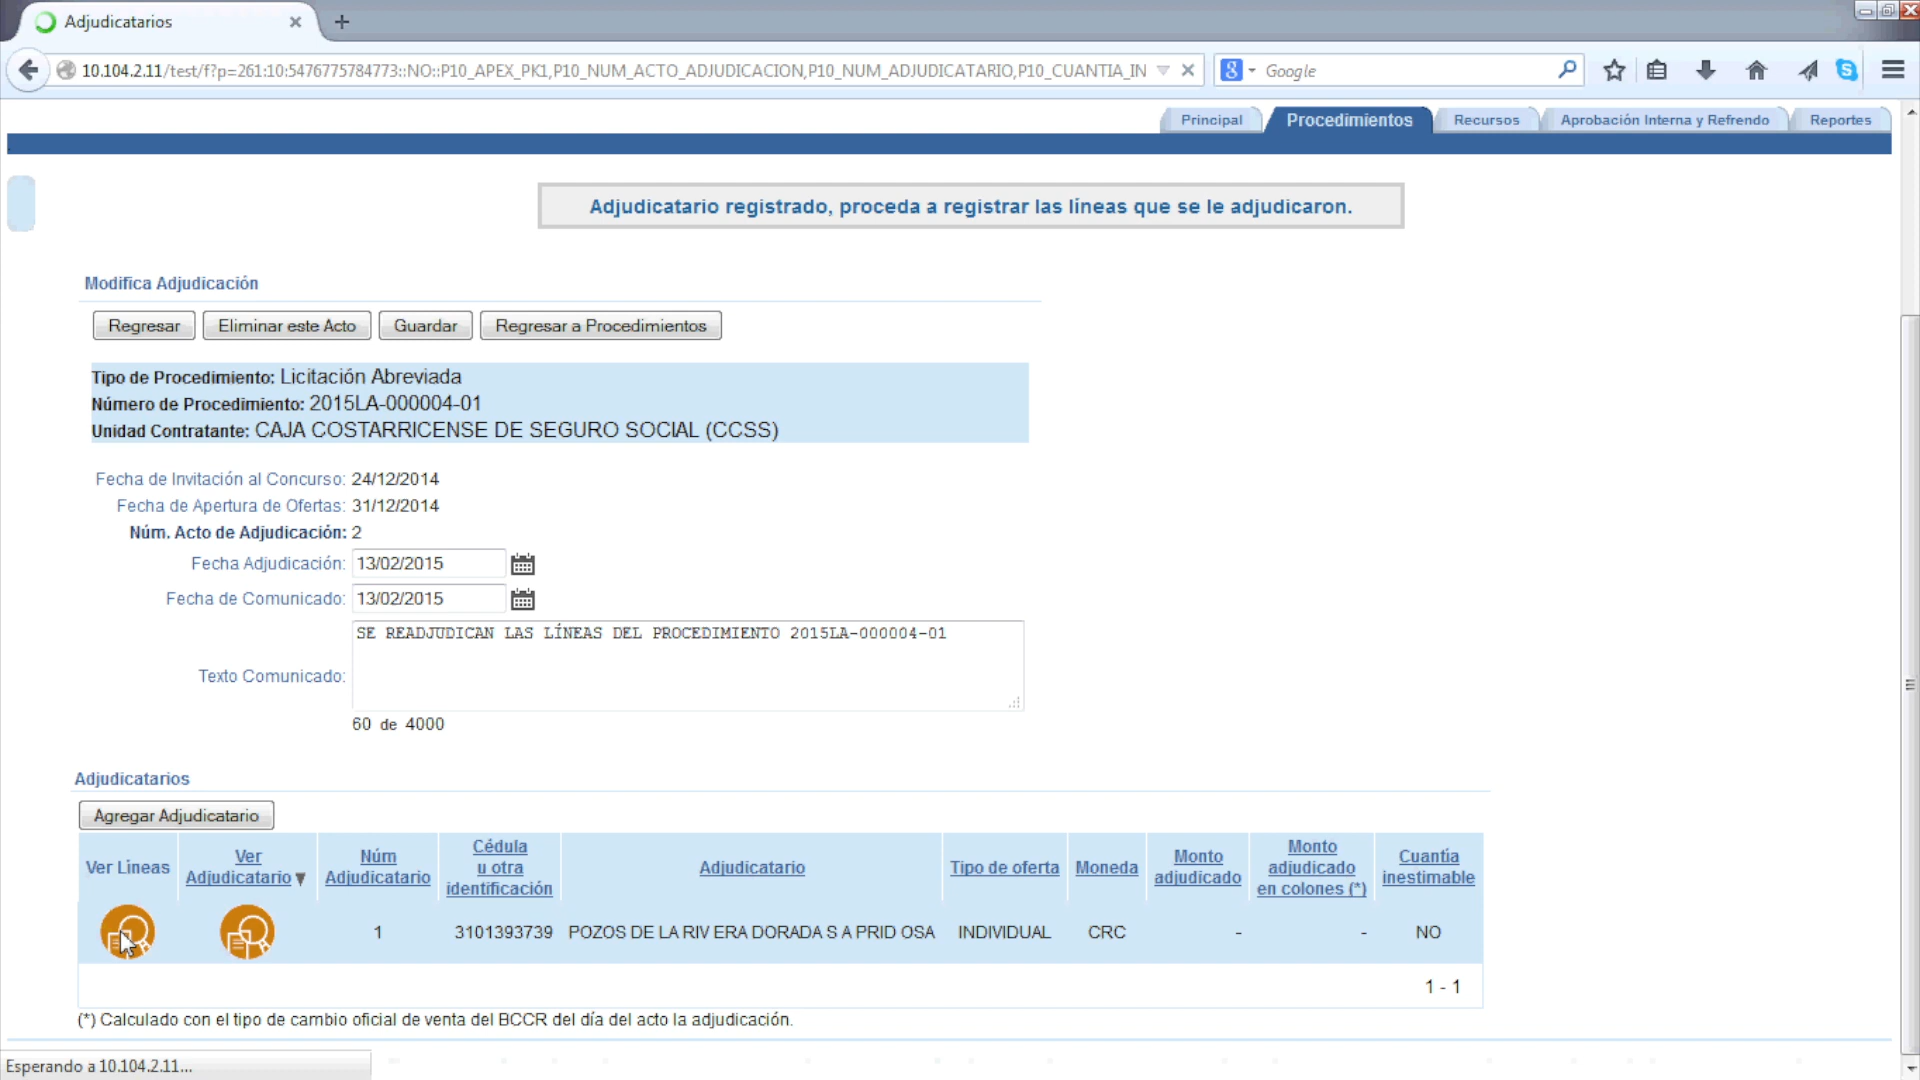 Adjudicatarios
10.104.2.11/test/f?p=261:10:5476775784773::NO::P10_APEX_PK1,P10_NUM_ACTO_ADJUDICACION,P10_NUM_ADJUDICATARIO,P10_CUANTIA_IN
Google
Principal Procedimientos Recursos Aprobación Interna y Refrendo Reportes
Adjudicatario registrado, proceda a registrar las líneas que se le adjudicaron.
Modifica Adjudicación
Regresar Eliminar este Acto Guardar Regresar a Procedimientos
Tipo de Procedimiento: Licitación Abreviada
Número de Procedimiento: 2015LA-000004-01
Unidad Contratante: CAJA COSTARRICENSE DE SEGURO SOCIAL (CCSS)
Fecha de Invitación al Concurso: 24/12/2014
Fecha de Apertura de Ofertas: 31/12/2014
Núm. Acto de Adjudicación: 2
Fecha Adjudicación: 13/02/2015
Fecha de Comunicado: 13/02/2015
SE READJUDICAN LAS LÍNEAS DEL PROCEDIMIENTO 2015LA-000004-01
Texto Comunicado:
60 de 4000
Adjudicatarios
Agregar Adjudicatario
Ver Líneas
Ver
Adjudicatario
Núm
Adjudicatario
Cédula
u otra
identificación
Adjudicatario
Tipo de oferta
Moneda
Monto
adjudicado
Monto
adjudicado
en colones (*)
Cuantía
inestimable
1 3101393739 POZOS DE LA RIV ERA DORADA S A PRID OSA INDIVIDUAL CRC - - NO
1 - 1
(*) Calculado con el tipo de cambio oficial de venta del BCCR del día del acto la adjudicación.
Esperando a 10.104.2.11...